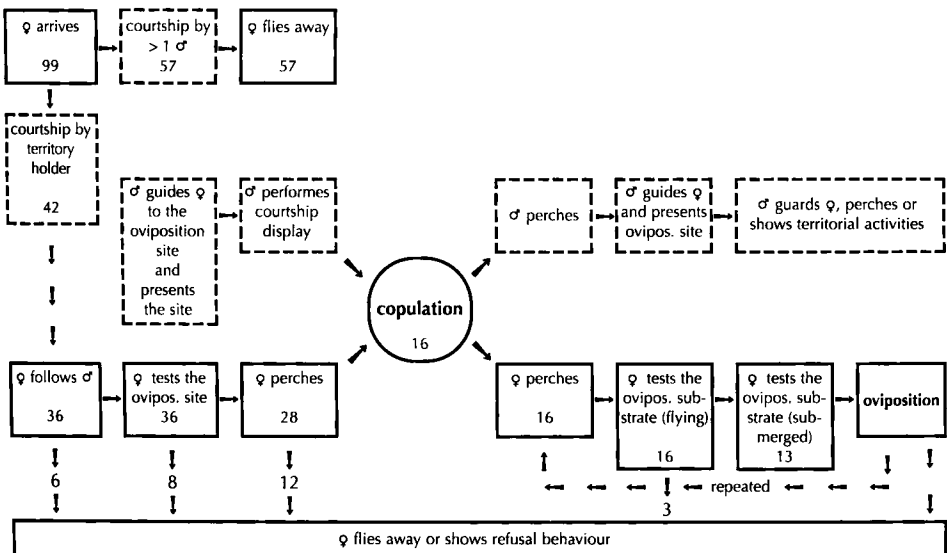 ♀ arrives
99
courtship by
> 1 ♂
57
♀ flies away
57
courtship by
territory
holder
42
♂ guides ♀
to the
oviposition
site
and
presents
the site
♂ performes
courtship
display
♂ perches
♂ guides ♀
and presents
ovipos. site
♂ guards ♀, perches or
shows territorial activities
copulation
16
♀ follows ♂
36
♀ tests the
ovipos. site
36
♀ perches
28
♀ perches
16
♀ tests the
ovipos. sub-
strate (flying)
16
♀ tests the
ovipos. sub-
strate (sub-
merged)
13
oviposition
6
8
12
repeated
3
♀ flies away or shows refusal behaviour